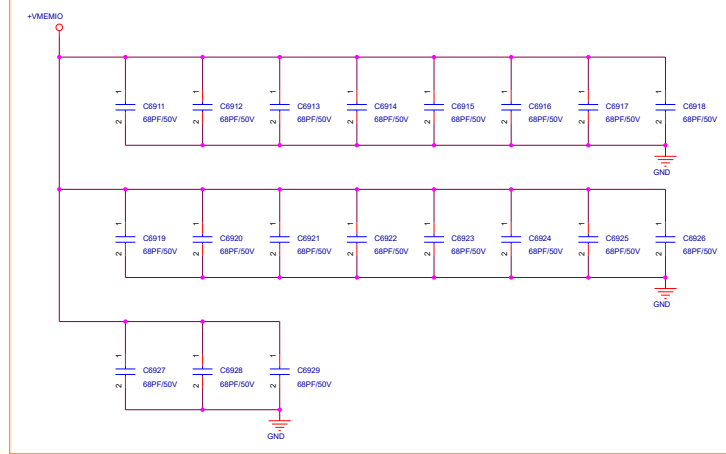 +VMEMIO
1 1 1 1 1 1 1 1
C6911 C6912 C6913 C6914 C6915 C6916 C6917 C6918
68PF/50V 68PF/50V 68PF/50V 68PF/50V 68PF/50V 68PF/50V 68PF/50V 68PF/50V
2 2 2 2 2 2 2 2
GND
1 1 1 1 1 1 1 1
C6919 C6920 C6921 C6922 C6923 C6924 C6925 C6926
68PF/50V 68PF/50V 68PF/50V 68PF/50V 68PF/50V 68PF/50V 68PF/50V 68PF/50V
2 2 2 2 2 2 2 2
GND
1 1 1
C6927 C6928 C6929
68PF/50V 68PF/50V 68PF/50V
2 2 2
GND